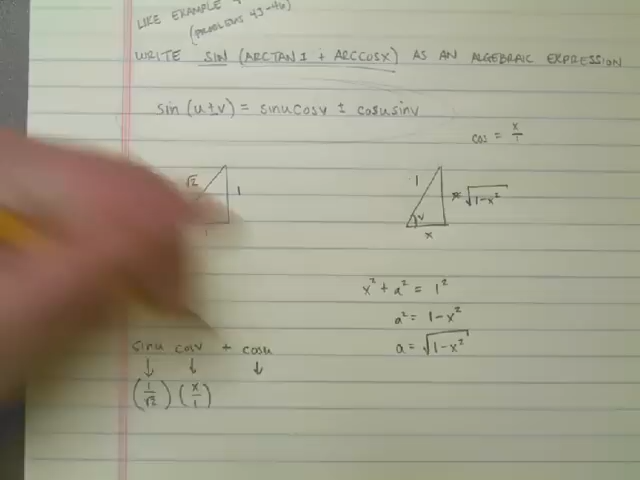 LIKE EXAMPLE
(PROBLEMS 43-46)
WRITE SIN (ARCTAN 1 + ARCCOSX) AS AN ALGEBRAIC EXPRESSION
sin (u ± v) = sinu cosv ± cosu sinv
cos = x/1
√2 1
1 v x √1-x²
x² + a² = 1²
a² = 1-x²
a = √1-x²
sinu cosv + cosu
↓ ↓ ↓
(1/√2) (x/1)